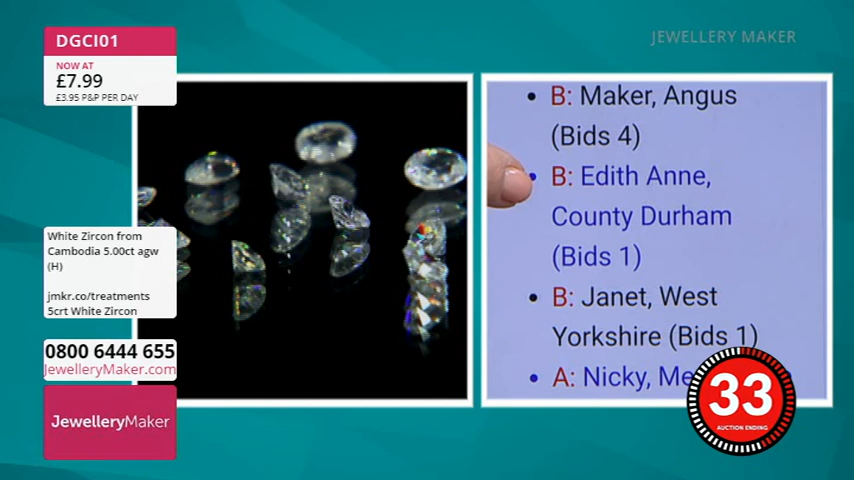 DGCI01
NOW AT
£7.99
£3.95 P&P PER DAY
JEWELLERY MAKER
White Zircon from
Cambodia 5.00ct agw
(H)
jmkr.co/treatments
5crt White Zircon
0800 6444 655
JewelleryMaker.com
JewelleryMaker
• B: Maker, Angus
(Bids 4)
B: Edith Anne,
County Durham
(Bids 1)
• B: Janet, West
Yorkshire (Bids 1)
• A: Nicky,
33
AUCTION ENDING